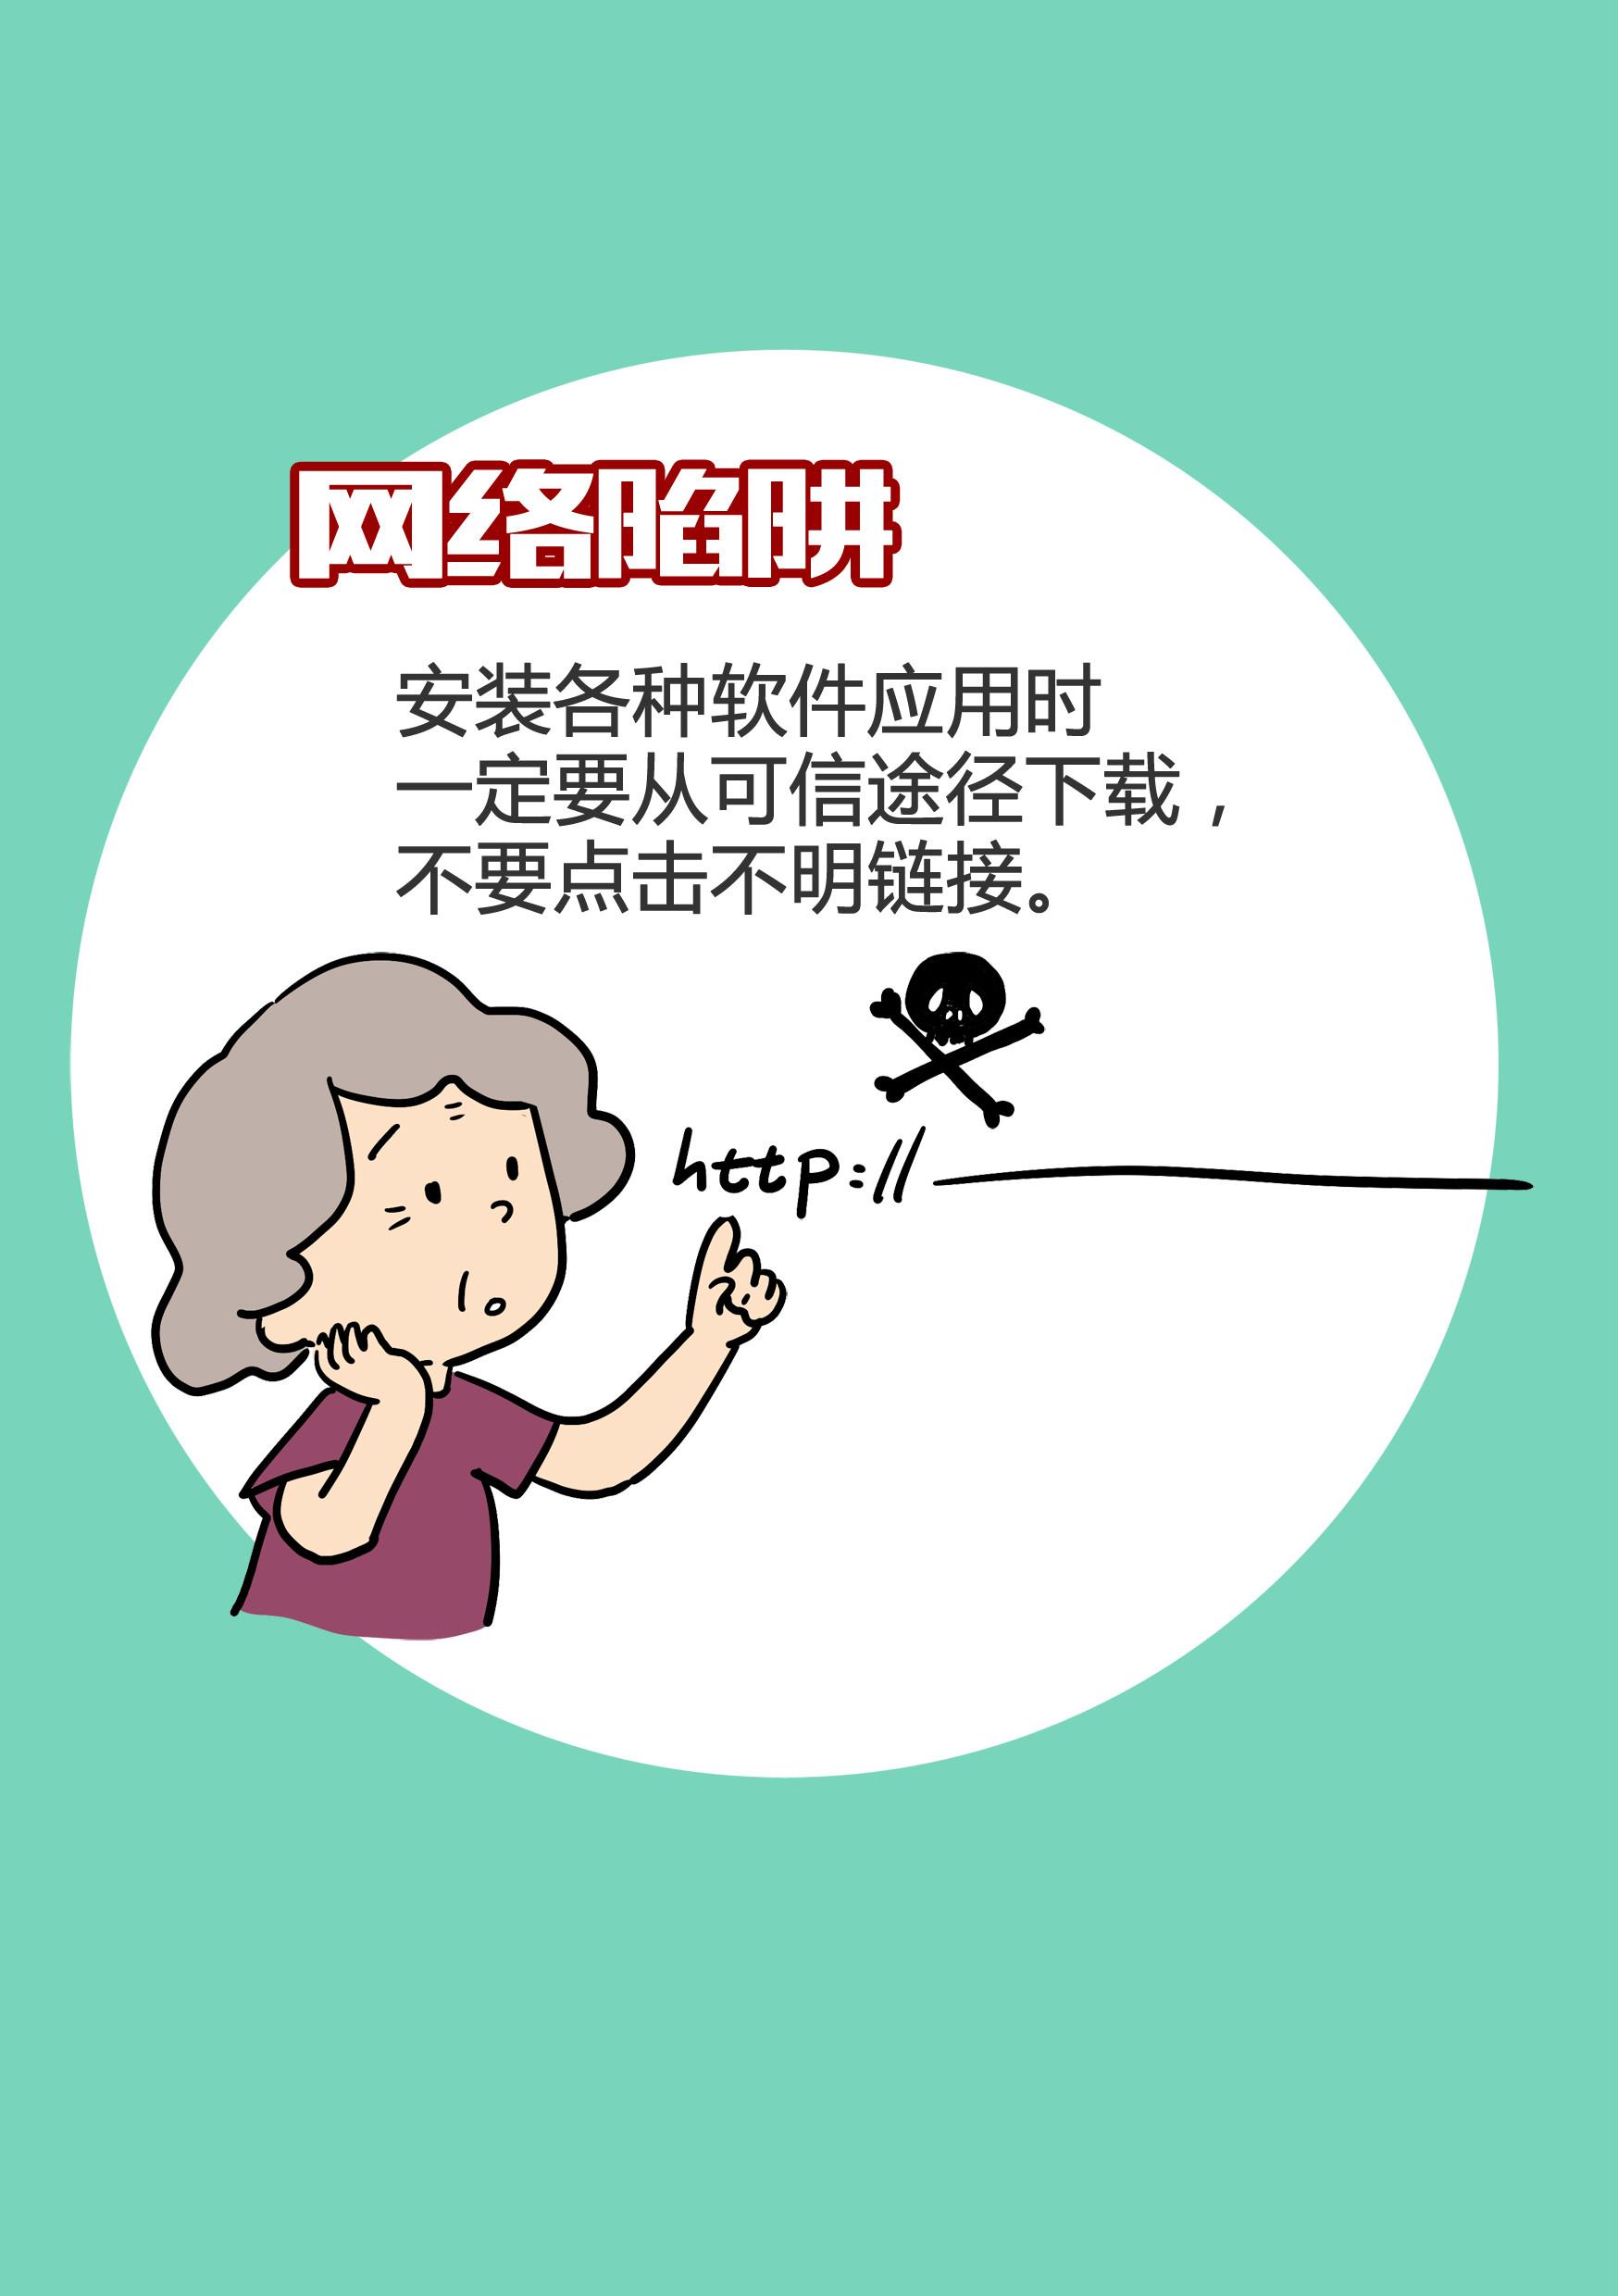 网络陷阱
安装各种软件应用时
一定要从可信途径下载，
不要点击不明链接。
http://